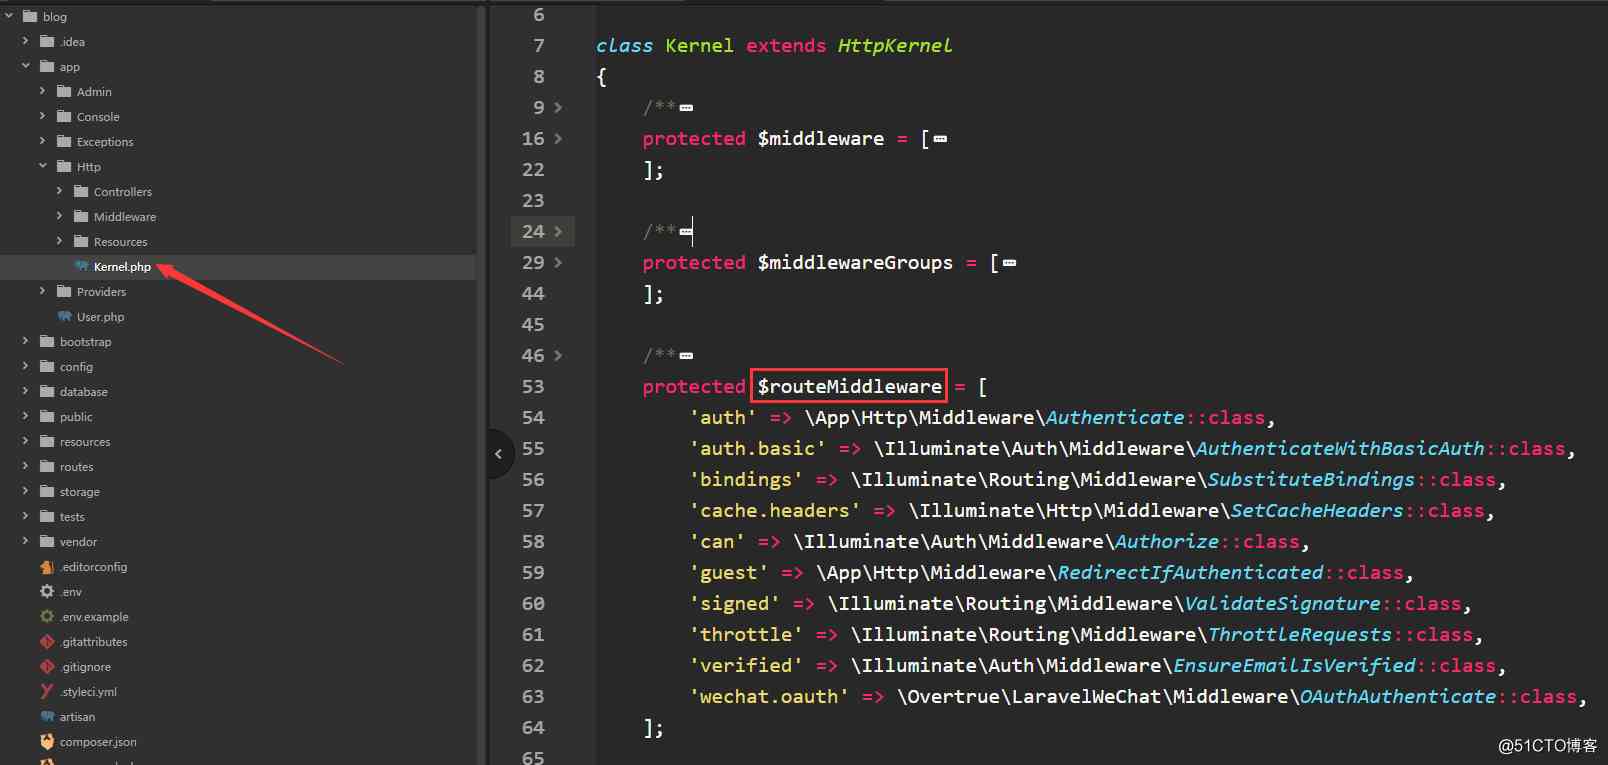 blog
.idea
app
Admin
Console
Exceptions
Http
Controllers
Middleware
Resources
Kernel.php
Providers
User.php
bootstrap
config
database
public
resources
routes
storage
tests
vendor
.editorconfig
.env
.env.example
.gitattributes
.gitignore
.styleci.yml
artisan
composer.json
6
7 class Kernel extends HttpKernel
8 {
9 /**
16 protected $middleware = [
22 ];
23
24 /**
29 protected $middlewareGroups = [
44 ];
45
46 /**
53 protected $routeMiddleware = [
54 'auth' => \App\Http\Middleware\Authenticate::class,
55 'auth.basic' => \Illuminate\Auth\Middleware\AuthenticateWithBasicAuth::class,
56 'bindings' => \Illuminate\Routing\Middleware\SubstituteBindings::class,
57 'cache.headers' => \Illuminate\Http\Middleware\SetCacheHeaders::class,
58 'can' => \Illuminate\Auth\Middleware\Authorize::class,
59 'guest' => \App\Http\Middleware\RedirectIfAuthenticated::class,
60 'signed' => \Illuminate\Routing\Middleware\ValidateSignature::class,
61 'throttle' => \Illuminate\Routing\Middleware\ThrottleRequests::class,
62 'verified' => \Illuminate\Auth\Middleware\EnsureEmailIsVerified::class,
63 'wechat.oauth' => \Overtrue\LaravelWeChat\Middleware\OAuthAuthenticate::class,
64 ];
65
@51CTO博客